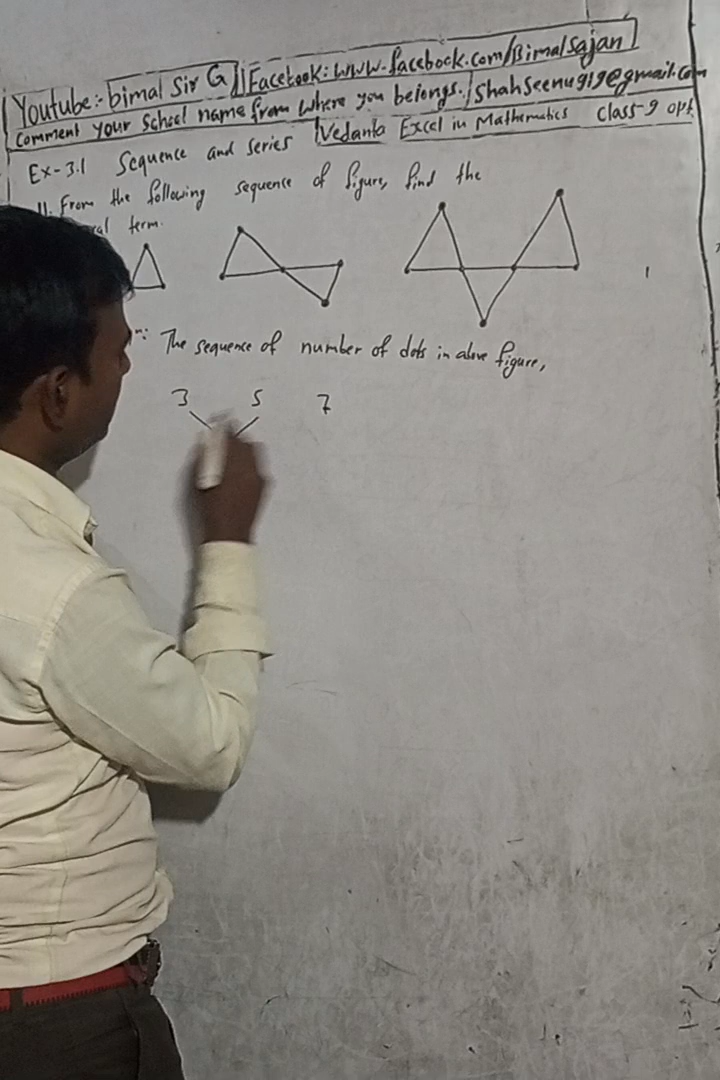 Youtube:- bimal Sir G || Facebook: www.facebook.com/Bimalsajan
Comment your School name from where you belongs. / Shahseenu919@gmail.com
Ex-3.1 Sequence and series / Vedanta Excel in Mathematics Class-9 opt
11. From the following sequence of figure, find the
ral term.
n: The sequence of number of dots in above figure,
3 5 7